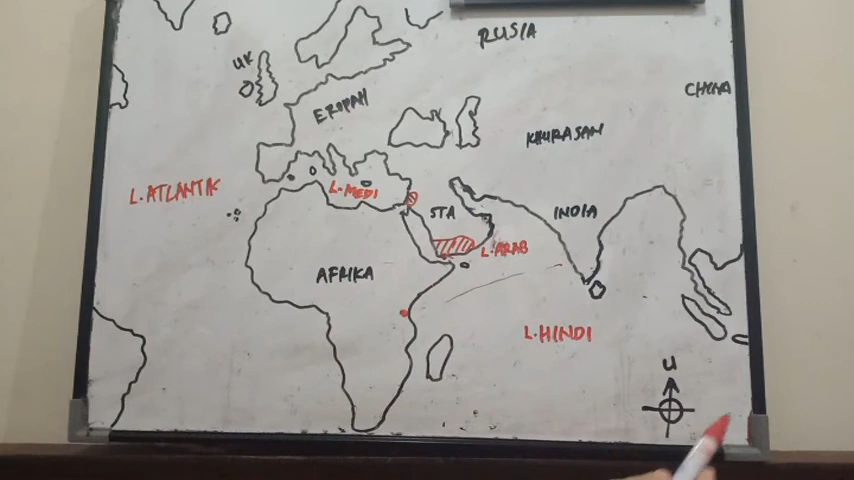 RUSIA
UK
CHINA
EROPAH
KHURASAN
L. ATLANTIK
L. MEDI
STA
INDIA
L. ARAB
AFRIKA
L. HINDI
U